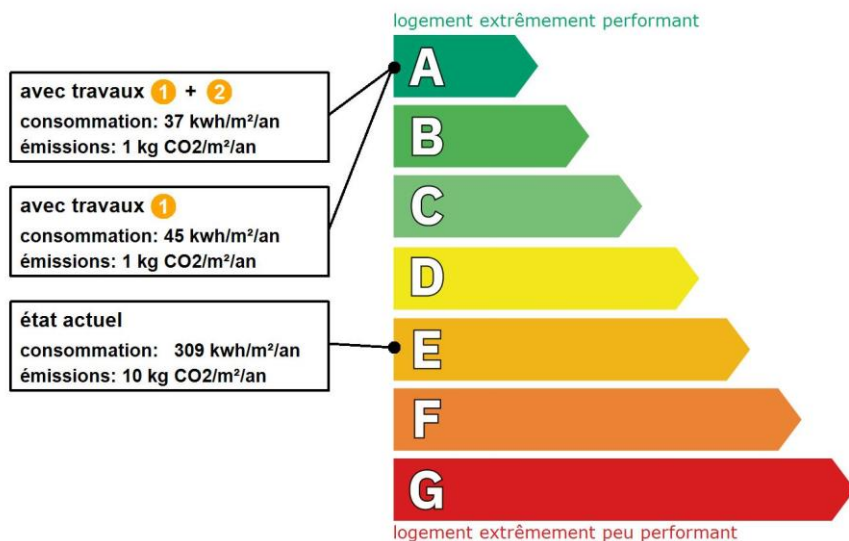 logement extrêmement performant
avec travaux 1 + 2
consommation: 37 kwh/m²/an
émissions: 1 kg CO2/m²/an
avec travaux 1
consommation: 45 kwh/m²/an
émissions: 1 kg CO2/m²/an
état actuel
consommation: 309 kwh/m²/an
émissions: 10 kg CO2/m²/an
A
B
C
D
E
F
G
logement extrêmement peu performant